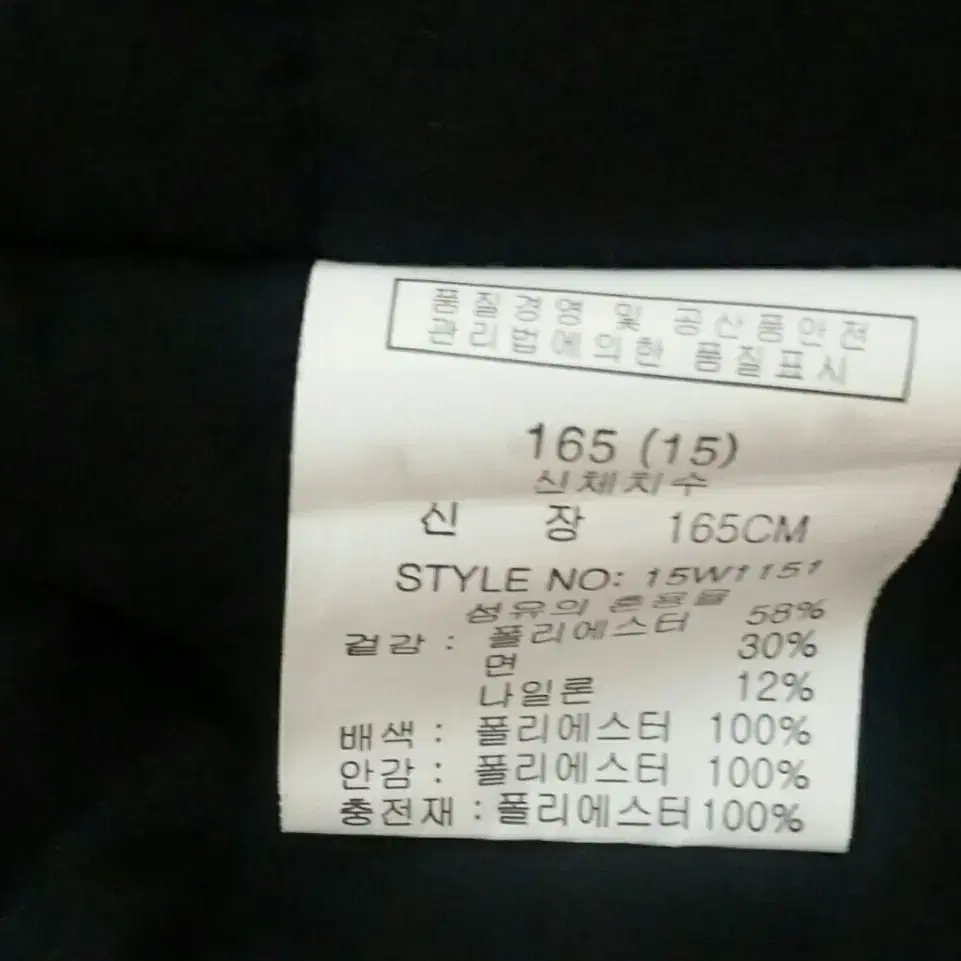 품질경영 및 공산품안전
관리법에의한 품질표시
165 (15)
신체치수
신 장 165CM
STYLE NO: 15W1151
섬유의 혼용률
겉감 : 폴리에스터 58%
면 30%
나일론 12%
배색 : 폴리에스터 100%
안감 : 폴리에스터 100%
충전재 : 폴리에스터 100%